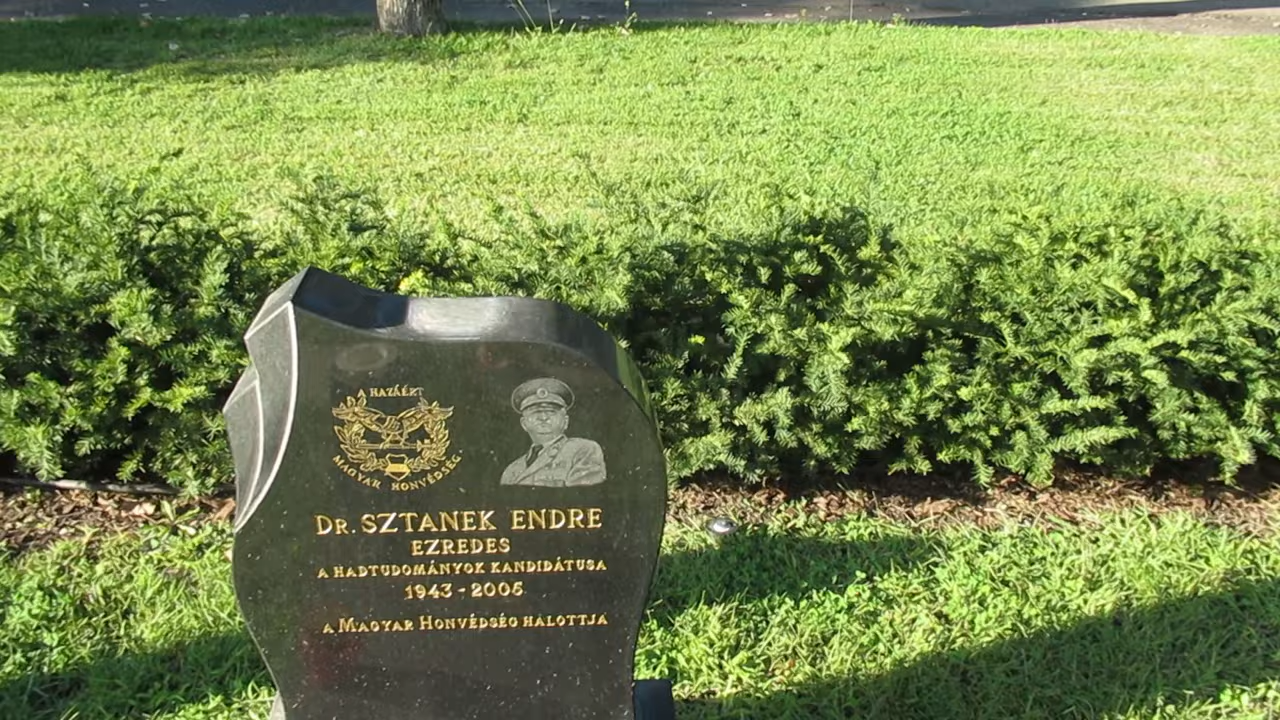 A HAZÁÉRT
MAGYAR HONVÉDSÉG
DR. SZTANEK ENDRE
EZREDES
A HADTUDOMÁNYOK KANDIDÁTUSA
1943 - 2005
A MAGYAR HONVÉDSÉG HALOTTJA